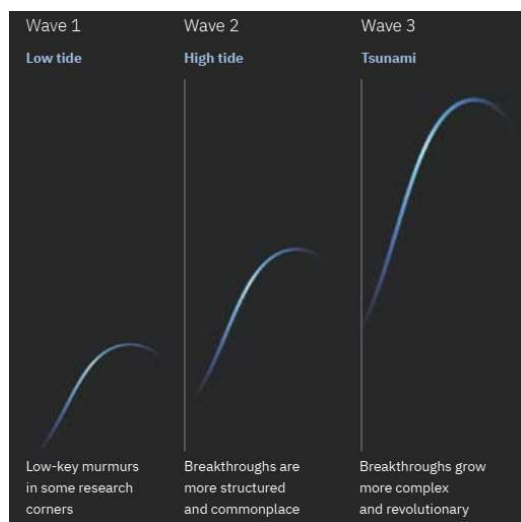 Wave 1
Low tide
Low-key murmurs
in some research
corners
Wave 2
High tide
Breakthroughs are
more structured
and commonplace
Wave 3
Tsunami
Breakthroughs grow
more complex
and revolutionary